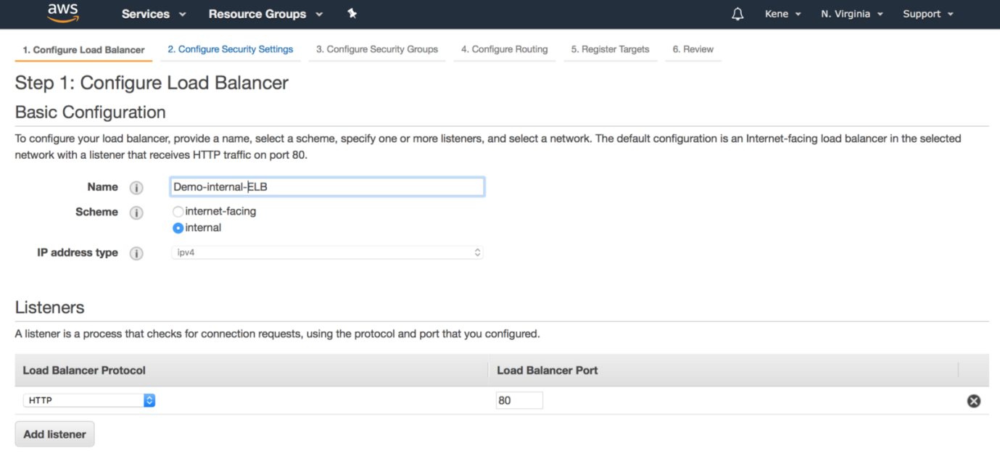 aws Services Resource Groups Kene N. Virginia Support
1. Configure Load Balancer 2. Configure Security Settings 3. Configure Security Groups 4. Configure Routing 5. Register Targets 6. Review
Step 1: Configure Load Balancer
Basic Configuration
To configure your load balancer, provide a name, select a scheme, specify one or more listeners, and select a network. The default configuration is an Internet-facing load balancer in the selected
network with a listener that receives HTTP traffic on port 80.
Name i Demo-internal-ELB
Scheme i internet-facing
internal
IP address type i ipv4
Listeners
A listener is a process that checks for connection requests, using the protocol and port that you configured.
Load Balancer Protocol Load Balancer Port
HTTP 80
Add listener